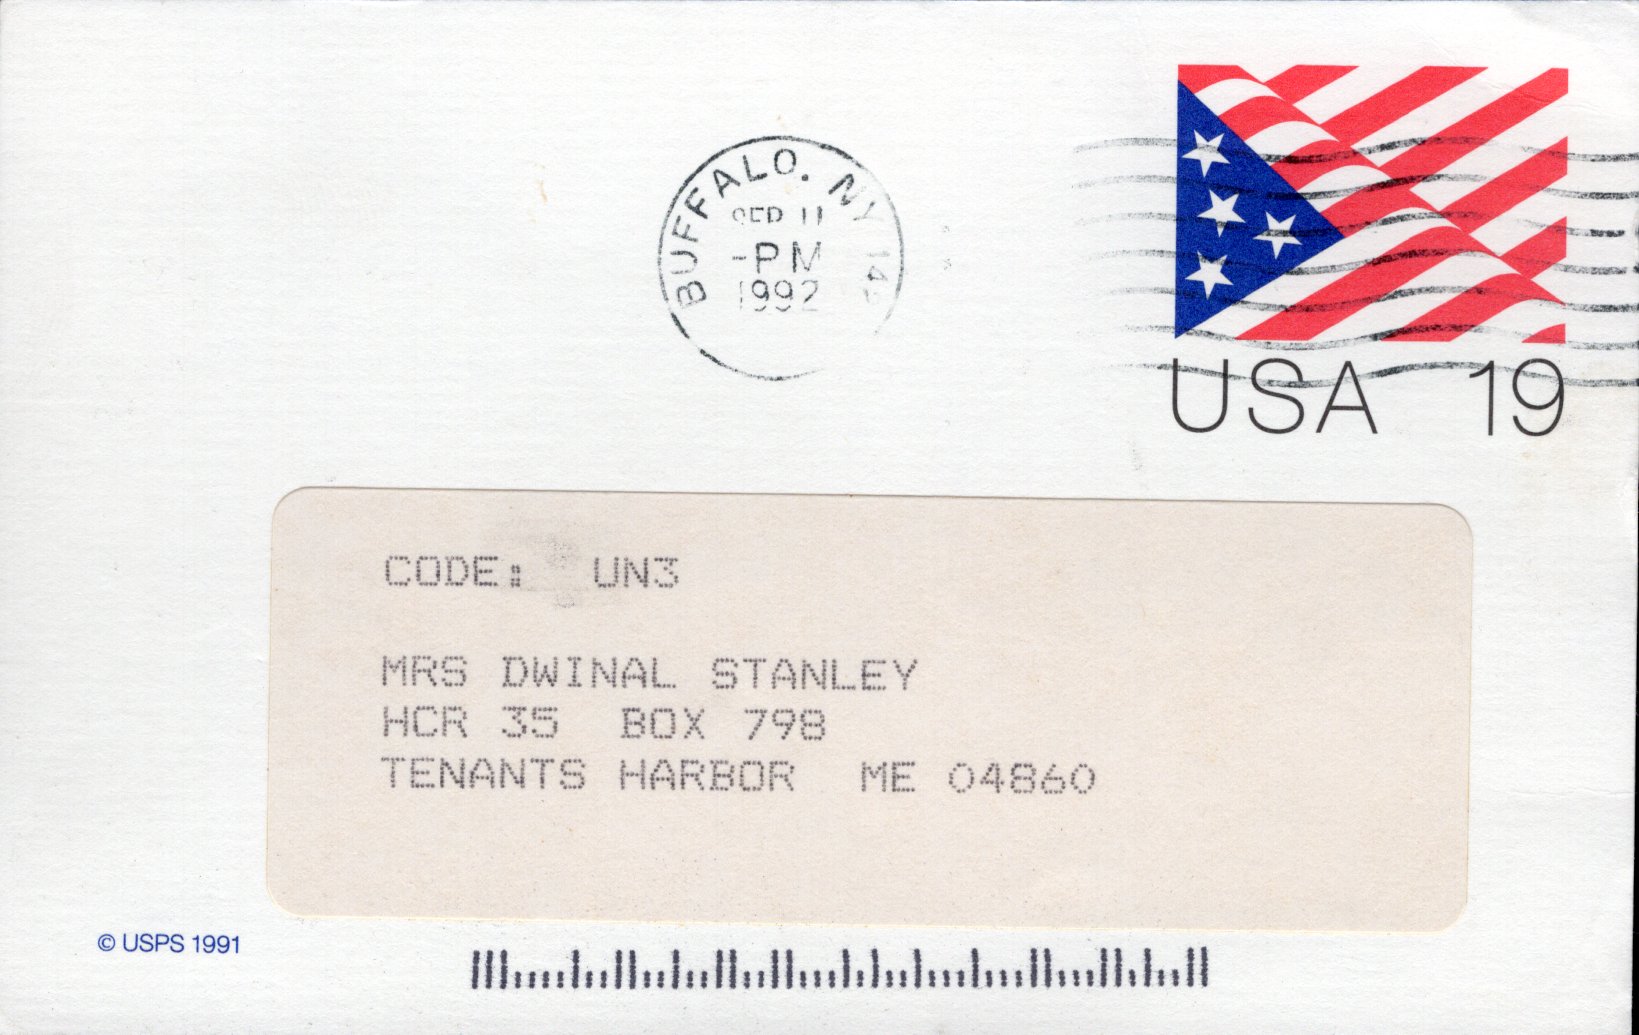 BUFFALO, NY 14
SEP 11
-PM
1992
USA 19
CODE: UN3
MRS DWINAL STANLEY
HCR 35 BOX 798
TENANTS HARBOR ME 04860
© USPS 1991